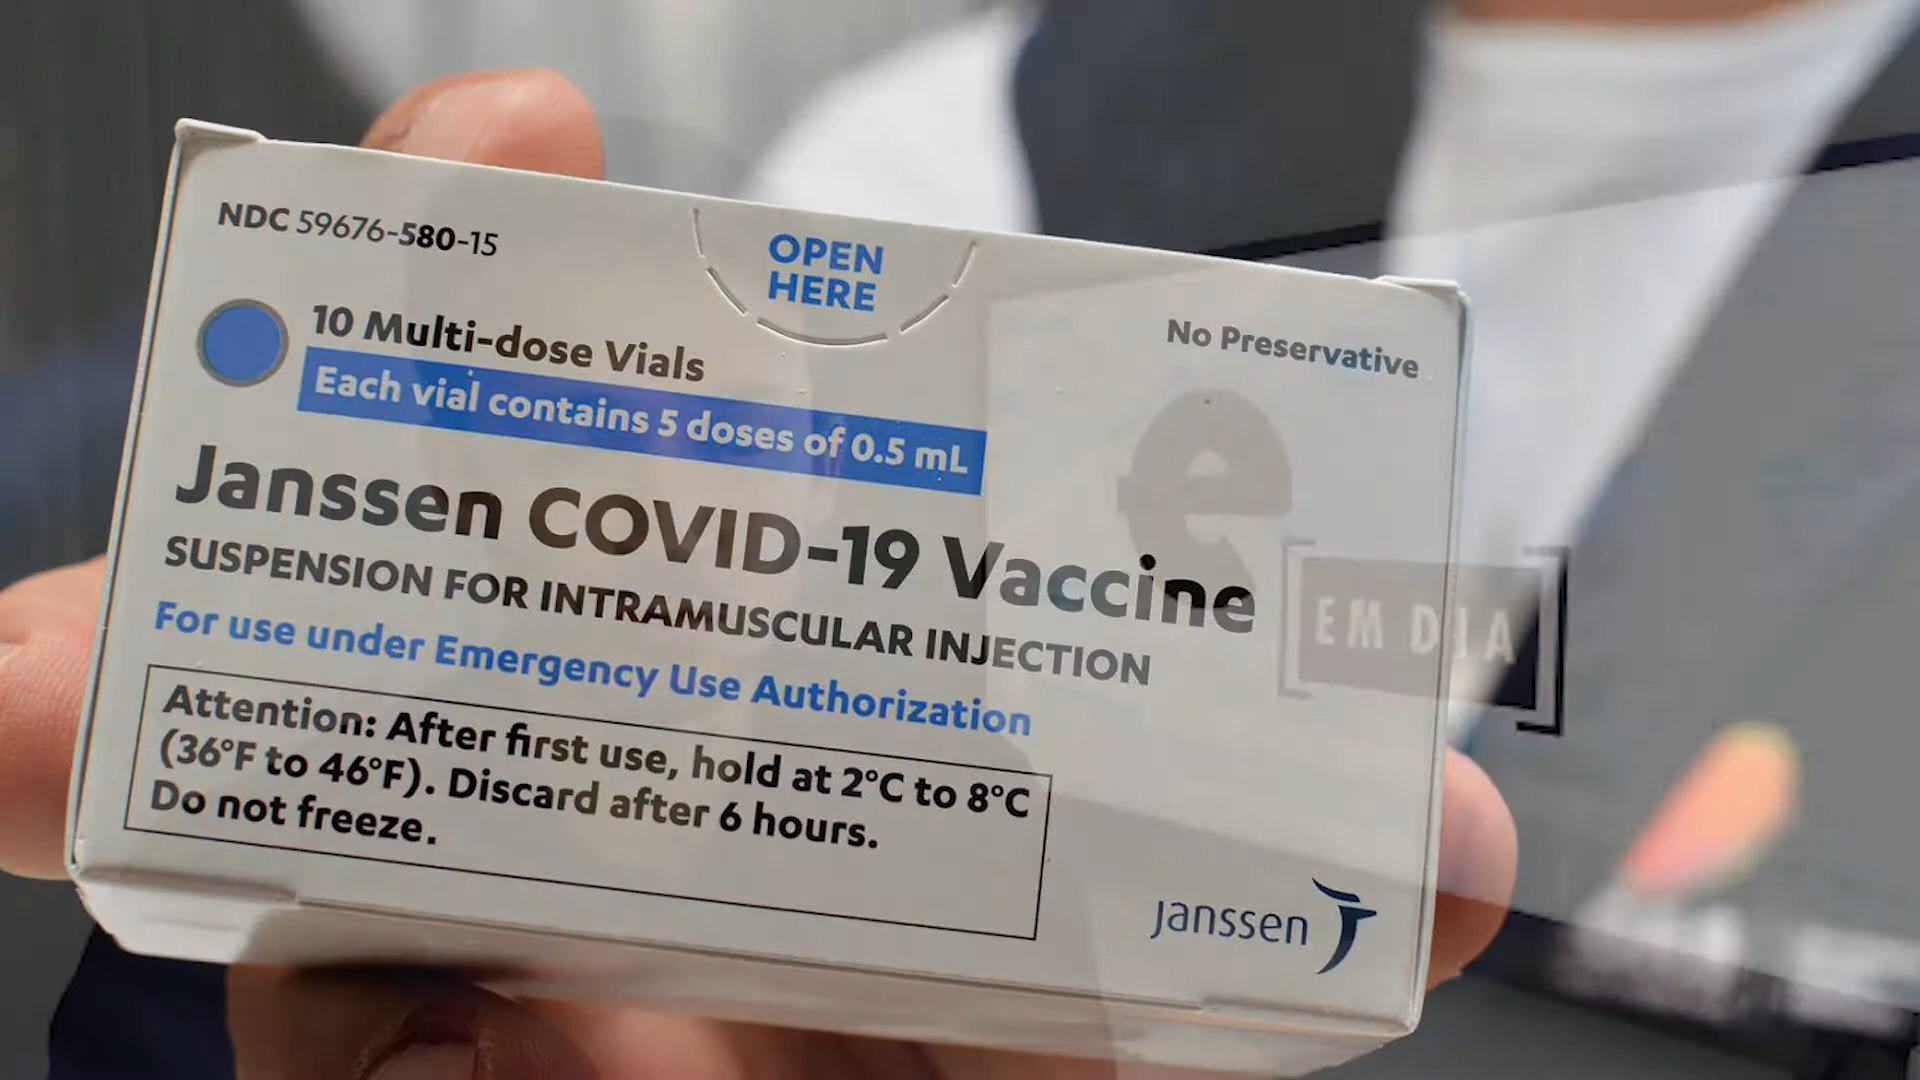 NDC 59676-580-15
OPEN
HERE
No Preservative
10 Multi-dose Vials
Each vial contains 5 doses of 0.5 mL
Janssen COVID-19 Vaccine
SUSPENSION FOR INTRAMUSCULAR INJECTION
For use under Emergency Use Authorization
Attention: After first use, hold at 2°C to 8°C
(36°F to 46°F). Discard after 6 hours.
Do not freeze.
Janssen
e
EM DIA